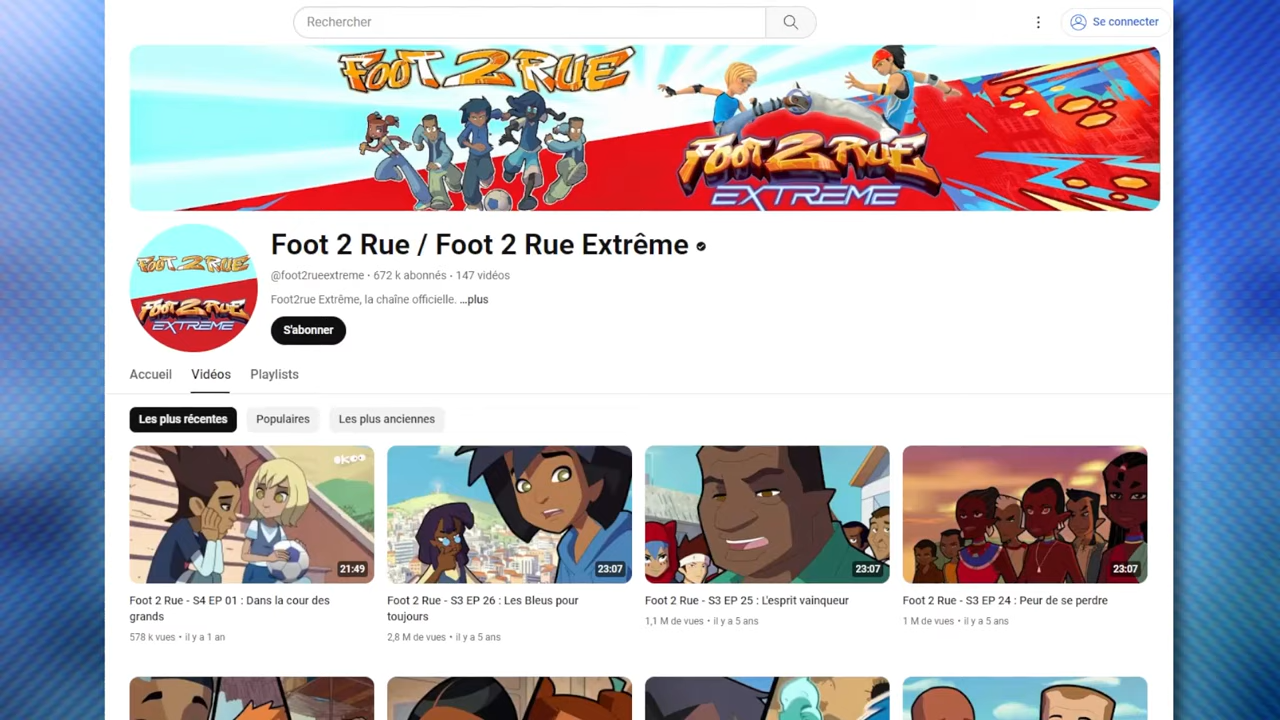 Rechercher
Se connecter
FOOT 2 RUE
FOOT 2 RUE
EXTREME
FOOT 2 RUE
FOOT 2 RUE
EXTREME
Foot 2 Rue / Foot 2 Rue Extrême
@foot2rueextreme • 672 k abonnés • 147 vidéos
Foot2rue Extrême, la chaîne officielle. ...plus
S'abonner
Accueil Vidéos Playlists
Les plus récentes Populaires Les plus anciennes
OKOO
21:49 23:07 23:07 23:07
Foot 2 Rue - S4 EP 01 : Dans la cour des
grands
578 k vues • il y a 1 an
Foot 2 Rue - S3 EP 26 : Les Bleus pour
toujours
2,8 M de vues • il y a 5 ans
Foot 2 Rue - S3 EP 25 : L'esprit vainqueur
1,1 M de vues • il y a 5 ans
Foot 2 Rue - S3 EP 24 : Peur de se perdre
1 M de vues • il y a 5 ans